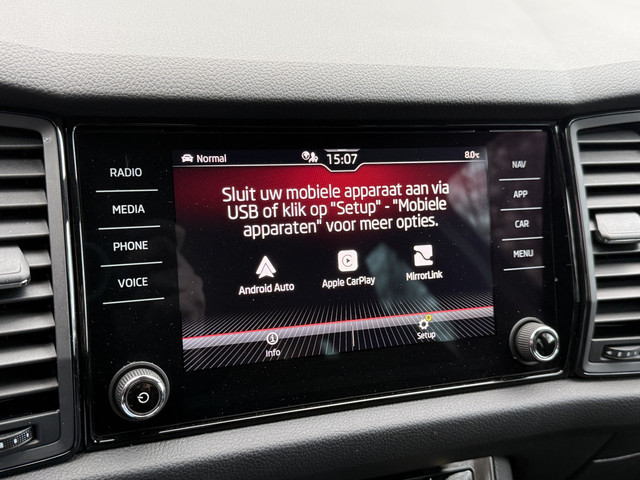 Normal 15:07 8.0°C
RADIO
MEDIA
PHONE
VOICE
Sluit uw mobiele apparaat aan via
USB of klik op "Setup" - "Mobiele
apparaten" voor meer opties.
Android Auto Apple CarPlay MirrorLink
Info Setup
NAV
APP
CAR
MENU